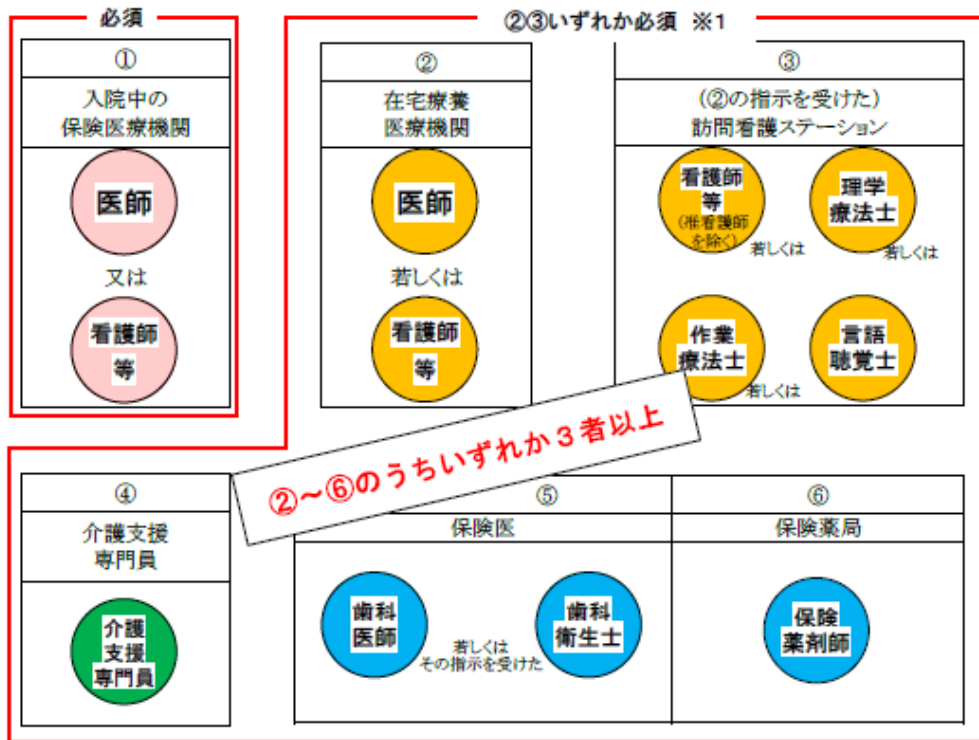 必須
②③いずれか必須 ※1
①
入院中の
保険医療機関
医師
又は
看護師
等
②
在宅療養
医療機関
医師
若しくは
看護師
等
③
(②の指示を受けた)
訪問看護ステーション
看護師
等
(准看護師
を除く)
若しくは
理学
療法士
若しくは
作業
療法士
若しくは
言語
聴覚士
②~⑥のうちいずれか3者以上
④
介護支援
専門員
介護
支援
専門員
⑤
保険医
歯科
医師
若しくは
その指示を受けた
歯科
衛生士
⑥
保険薬局
保険
薬剤師